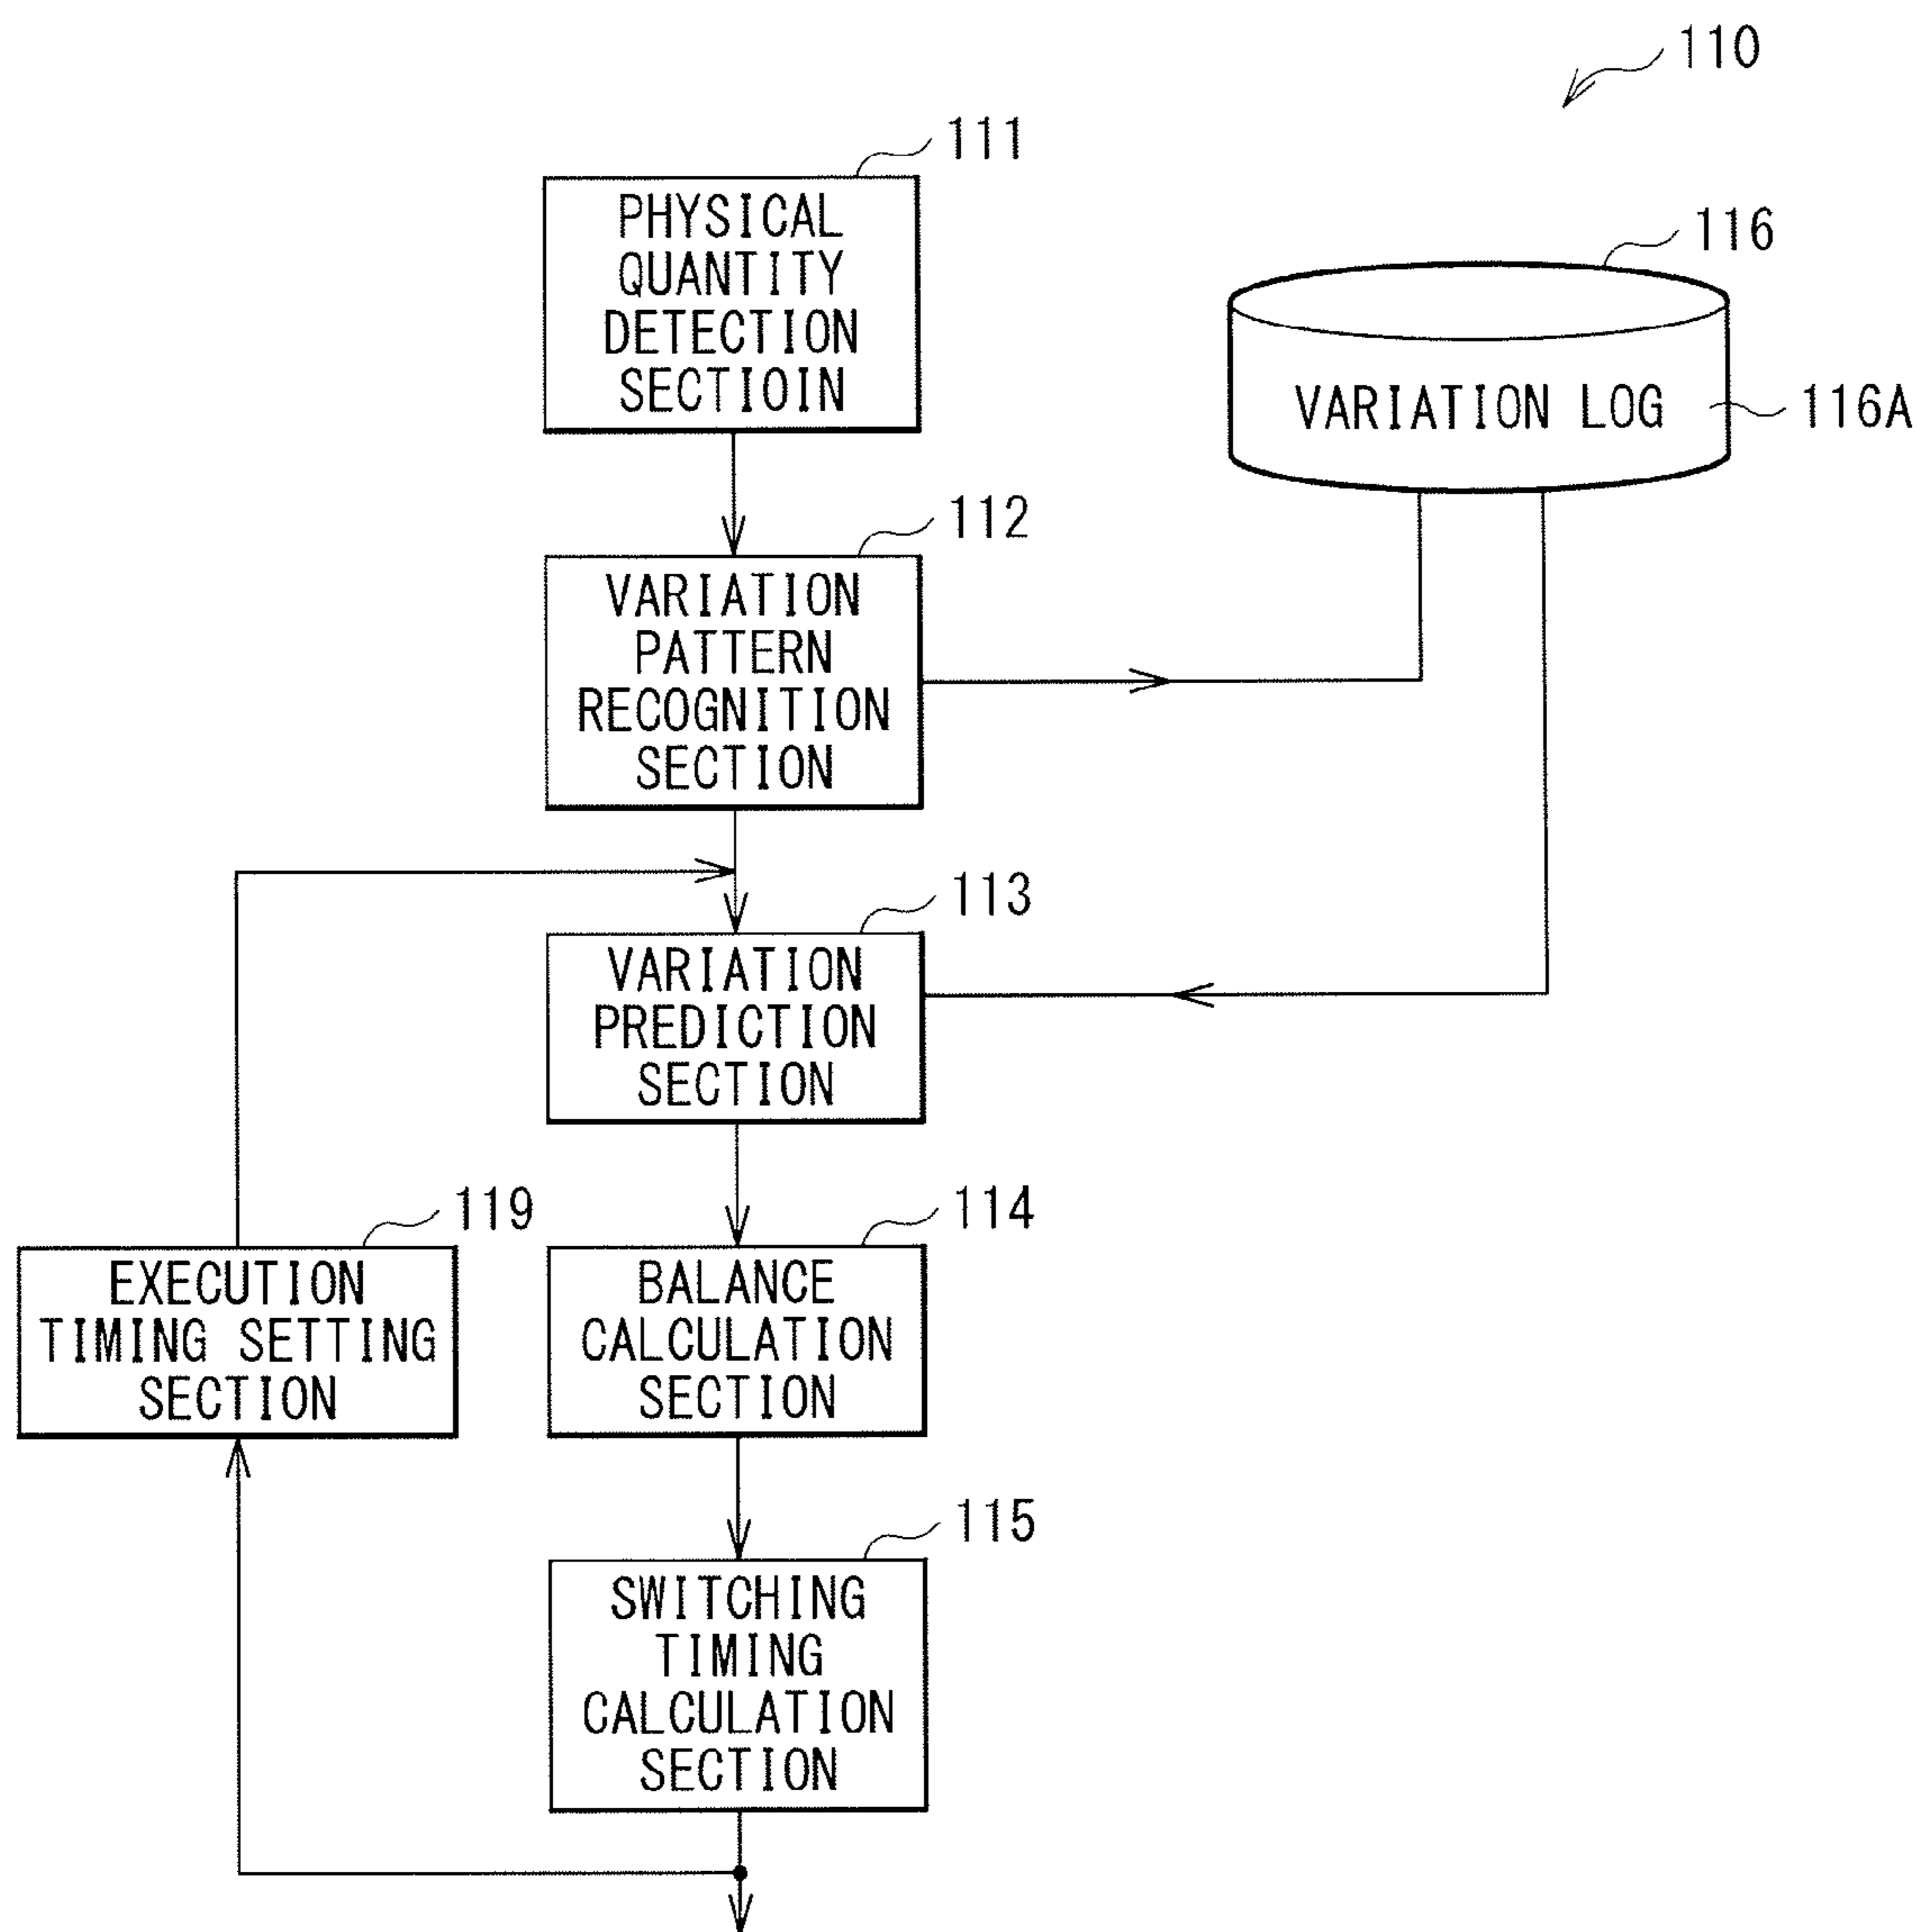 110
111
PHYSICAL
QUANTITY
DETECTION
SECTIOIN
116
VARIATION LOG
116A
112
VARIATION
PATTERN
RECOGNITION
SECTION
113
VARIATION
PREDICTION
SECTION
119
EXECUTION
TIMING SETTING
SECTION
114
BALANCE
CALCULATION
SECTION
115
SWITCHING
TIMING
CALCULATION
SECTION